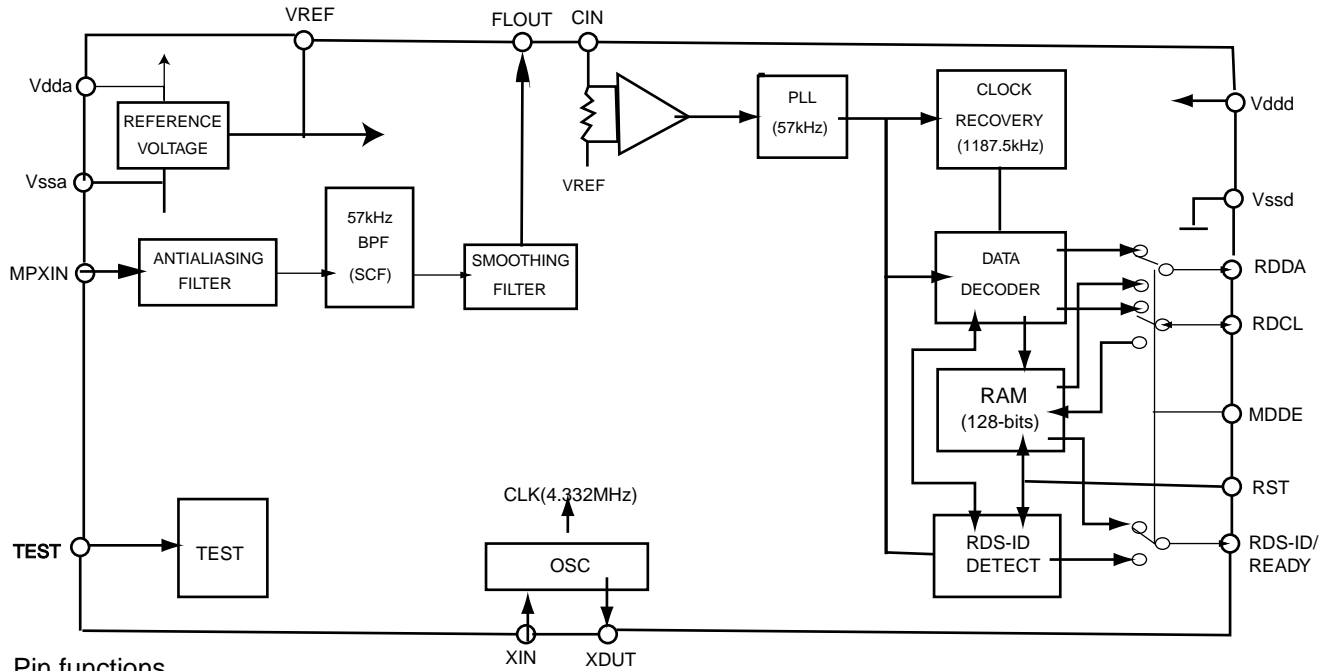 VREF
FLOUT
CIN
Vdda
REFERENCE
VOLTAGE
Vssa
VREF
PLL
(57kHz)
CLOCK
RECOVERY
(1187.5kHz)
Vddd
Vssd
MPXIN
ANTIALIASING
FILTER
57kHz
BPF
(SCF)
SMOOTHING
FILTER
DATA
DECODER
RDDA
RDCL
RAM
(128-bits)
MDDE
RST
CLK(4.332MHz)
TEST
TEST
OSC
RDS-ID
DETECT
RDS-ID/
READY
XIN
XDUT
Pin functions